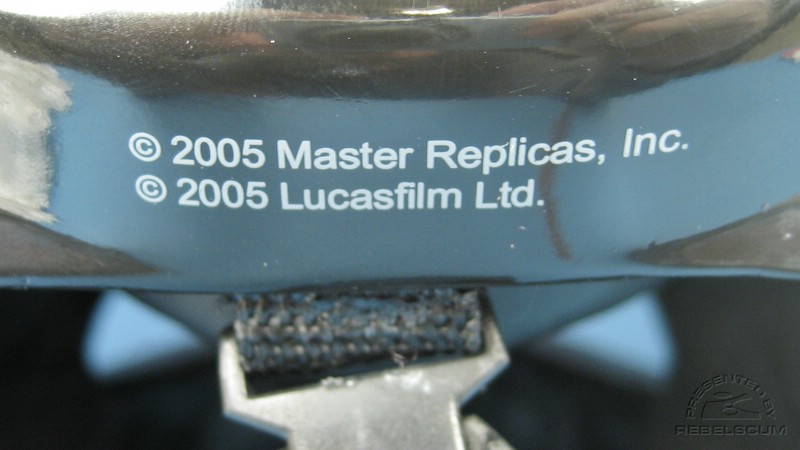 © 2005 Master Replicas, Inc.
© 2005 Lucasfilm Ltd.
PRESENTED • BY
REBELSCUM